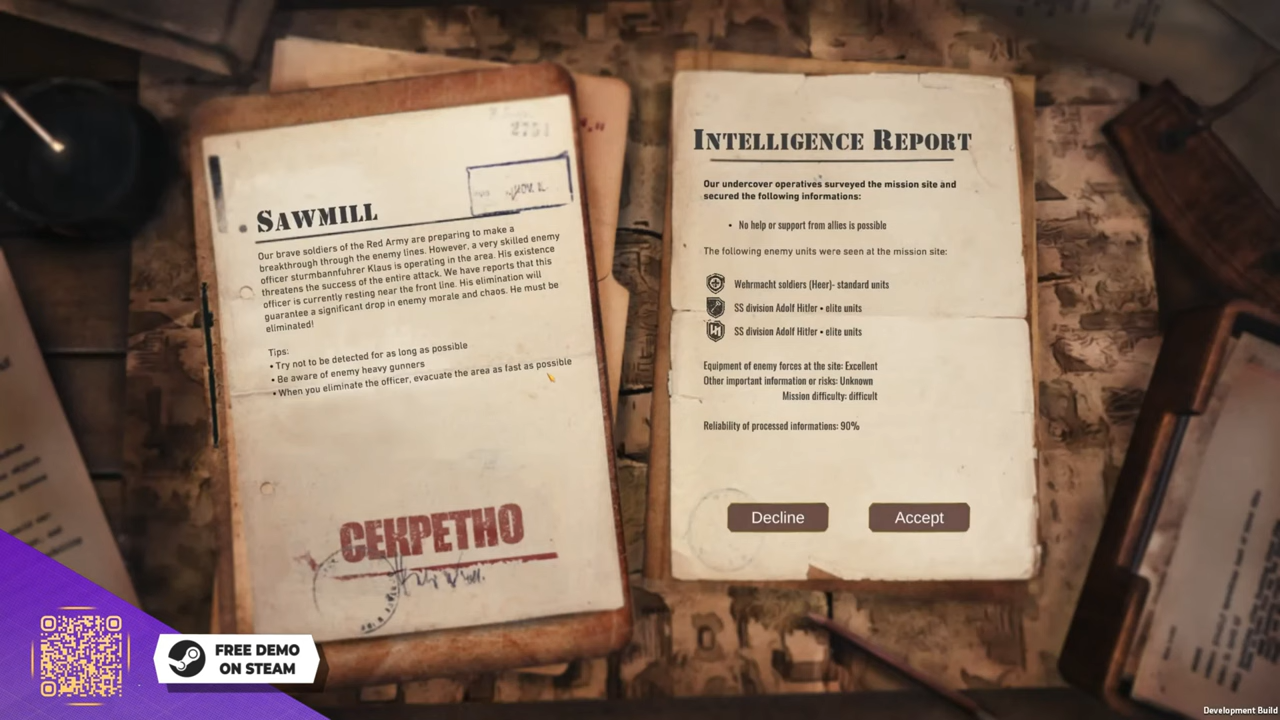 2751
SAWMILL
Our brave soldiers of the Red Army are preparing to make a
breakthrough through the enemy lines. However, a very skilled enemy
officer sturmbannfuhrer Klaus is operating in the area. His existence
threatens the success of the entire attack. We have reports that this
officer is currently resting near the front line. His elimination will
guarantee a significant drop in enemy morale and chaos. He must be
eliminated!
Tips:
• Try not to be detected for as long as possible
• Be aware of enemy heavy gunners
• When you eliminate the officer, evacuate the area as fast as possible
СЕКРЕТНО
INTELLIGENCE REPORT
Our undercover operatives surveyed the mission site and
secured the following informations:
• No help or support from allies is possible
The following enemy units were seen at the mission site:
Wehrmacht soldiers (Heer)- standard units
SS division Adolf Hitler • elite units
SS division Adolf Hitler • elite units
Equipment of enemy forces at the site: Excellent
Other important information or risks: Unknown
Mission difficulty: difficult
Reliability of processed informations: 90%
Decline
Accept
FREE DEMO
ON STEAM
Development Build